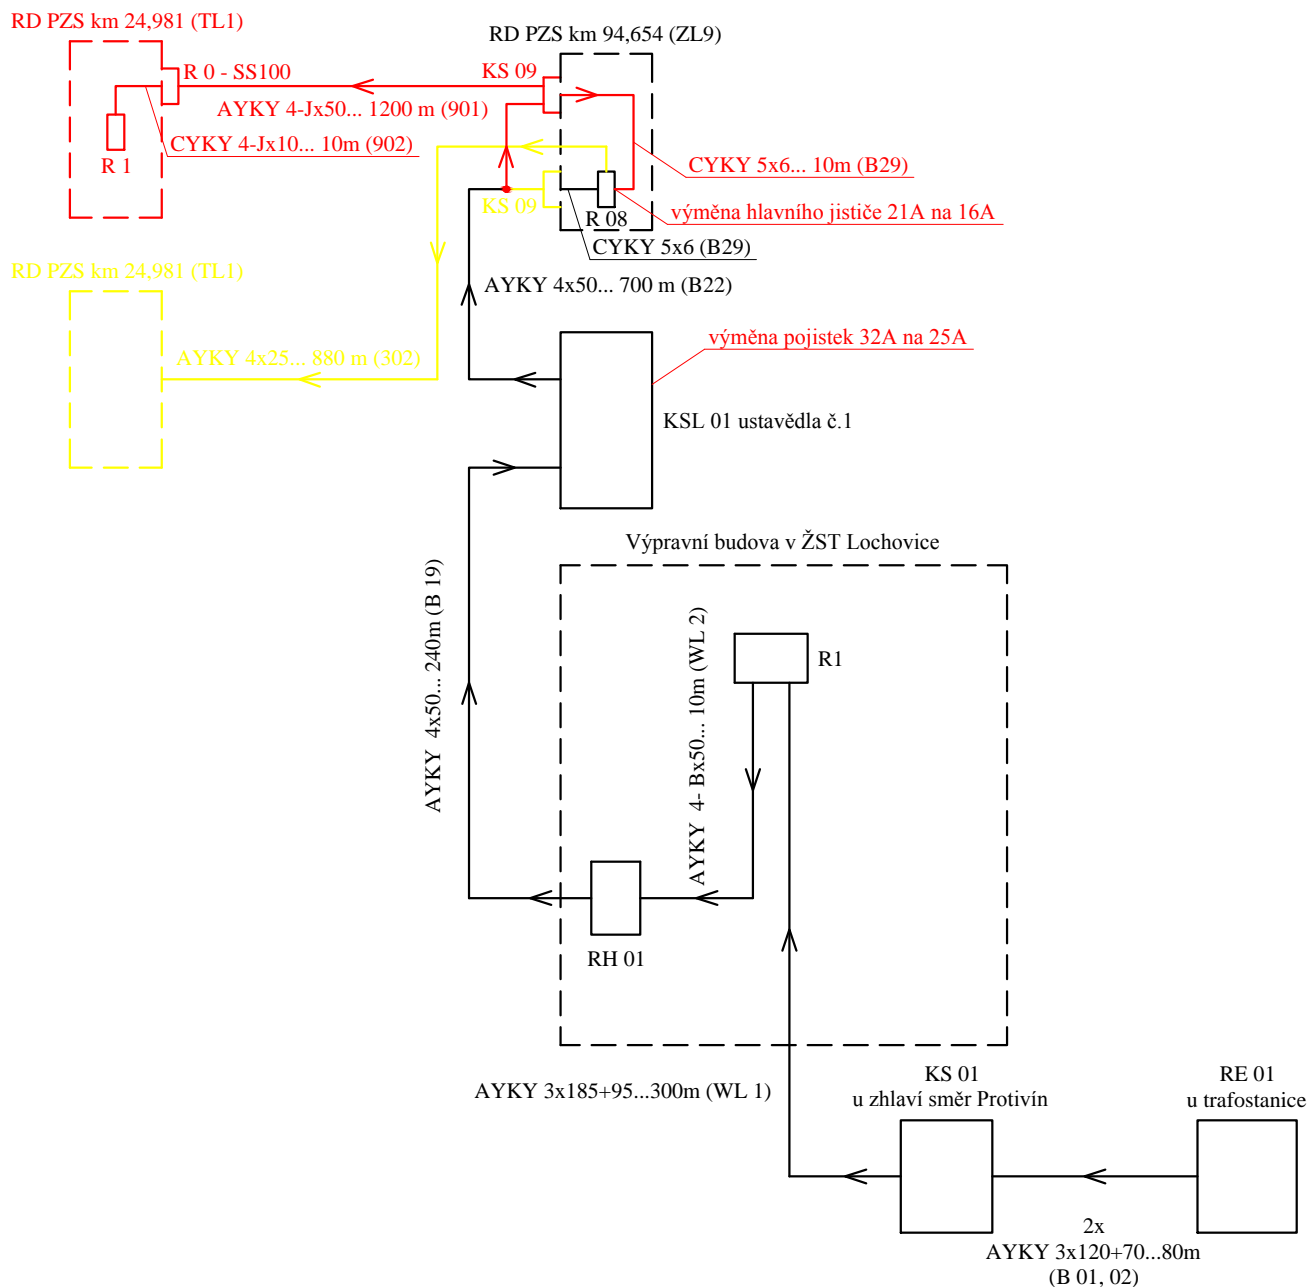 RD PZS km 24,981 (TL1)
RD PZS km 94,654 (ZL9)
R 0 - SS100
KS 09
AYKY 4-Jx50... 1200 m (901)
CYKY 4-Jx10... 10m (902)
R 1
CYKY 5x6... 10m (B29)
KS 09
výměna hlavního jističe 21A na 16A
R 08
CYKY 5x6 (B29)
RD PZS km 24,981 (TL1)
AYKY 4x50... 700 m (B22)
výměna pojistek 32A na 25A
AYKY 4x25... 880 m (302)
KSL 01 ustavědla č.1
Výpravní budova v ŽST Lochovice
AYKY 4x50... 240m (B 19)
AYKY 4- Bx50... 10m (WL 2)
R1
RH 01
AYKY 3x185+95...300m (WL 1)
KS 01
u zhlaví směr Protivín
RE 01
u trafostanice
2x
AYKY 3x120+70...80m
(B 01, 02)